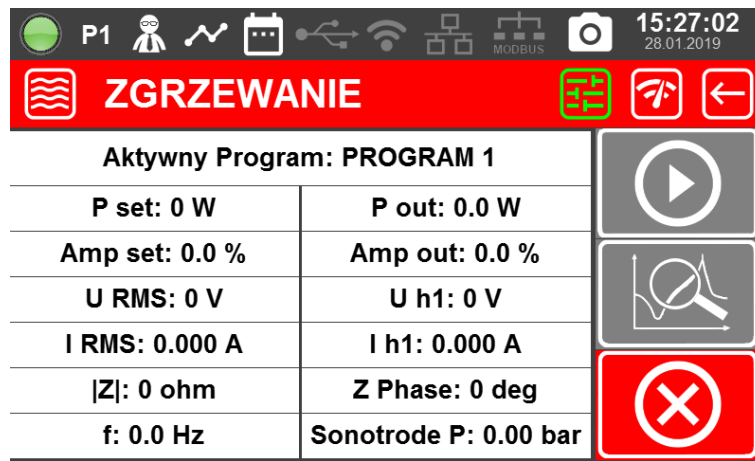 P1
MODBUS
15:27:02
28.01.2019
ZGRZEWANIE
Aktywny Program: PROGRAM 1
P set: 0 W
P out: 0.0 W
Amp set: 0.0 %
Amp out: 0.0 %
U RMS: 0 V
U h1: 0 V
I RMS: 0.000 A
I h1: 0.000 A
|Z|: 0 ohm
Z Phase: 0 deg
f: 0.0 Hz
Sonotrode P: 0.00 bar